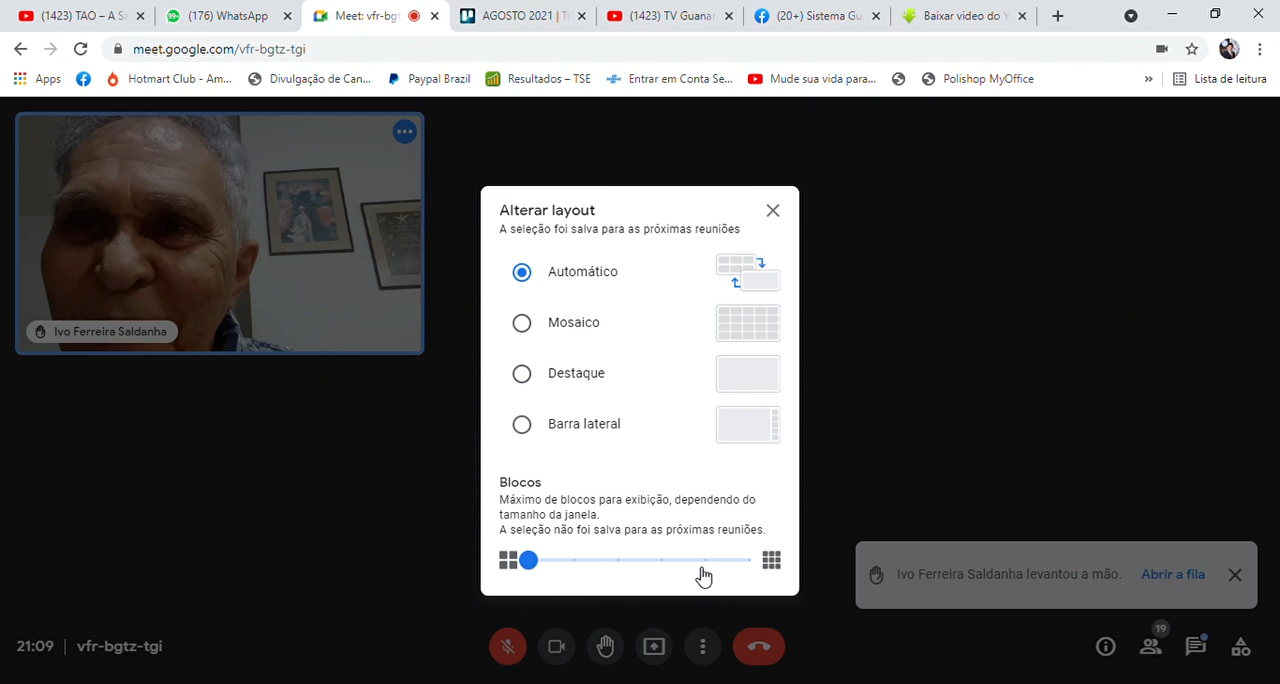 (1423) TAO – A Sa
(176) WhatsApp
Meet: vfr-bgt
AGOSTO 2021 | T
(1423) TV Guanar
(20+) Sistema Gu
Baixar video do Y
meet.google.com/vfr-bgtz-tgi
Apps
Hotmart Club - Am...
Divulgação de Can...
Paypal Brazil
Resultados – TSE
Entrar em Conta Se...
Mude sua vida para...
Polishop MyOffice
»
Lista de leitura
Ivo Ferreira Saldanha
Alterar layout
A seleção foi salva para as próximas reuniões
Automático
Mosaico
Destaque
Barra lateral
Blocos
Máximo de blocos para exibição, dependendo do
tamanho da janela.
A seleção não foi salva para as próximas reuniões.
Ivo Ferreira Saldanha levantou a mão. Abrir a fila
21:09 | vfr-bgtz-tgi
19